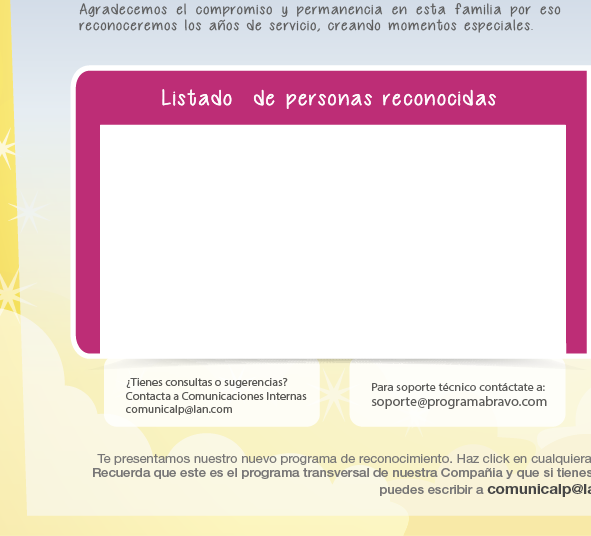 Agradecemos el compromiso y permanencia en esta familia por eso
reconoceremos los años de servicio, creando momentos especiales.
Listado de personas reconocidas
¿Tienes consultas o sugerencias?
Contacta a Comunicaciones Internas
comunicalp@lan.com
Para soporte técnico contáctate a:
soporte@programabravo.com
Te presentamos nuestro nuevo programa de reconocimiento. Haz click en cualquiera
Recuerda que este es el programa transversal de nuestra Compañia y que si tienes
puedes escribir a comunicalp@la